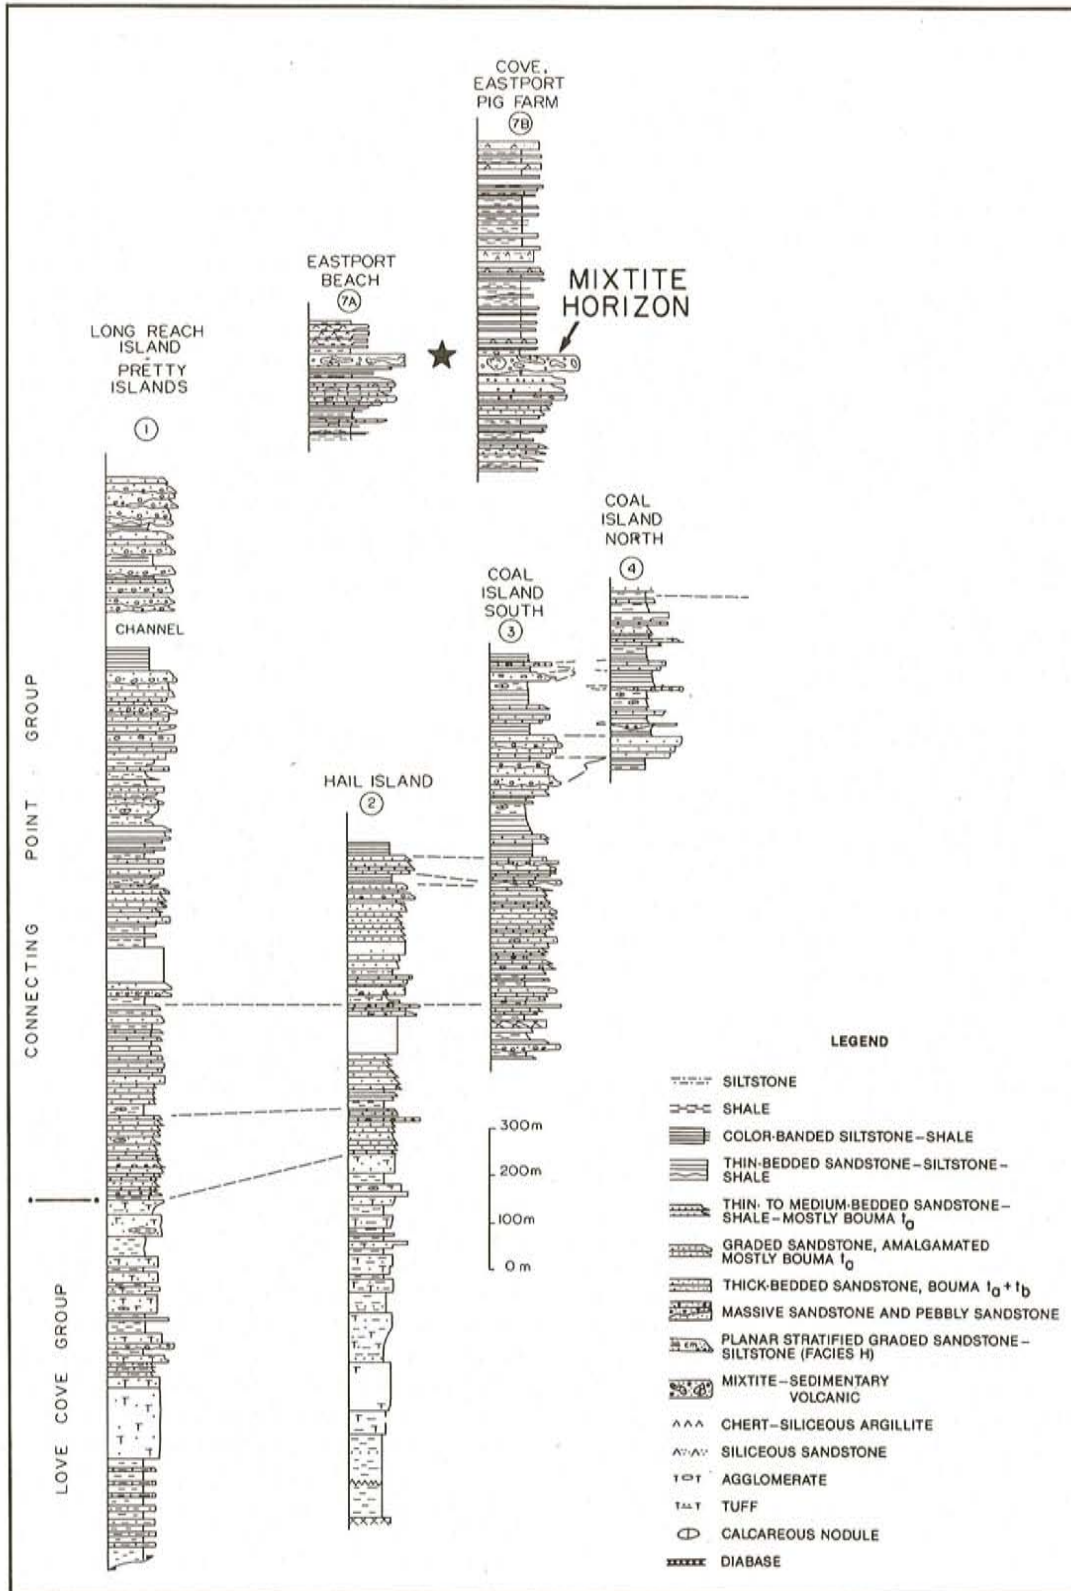 COVE,
EASTPORT
PIG FARM
7B
EASTPORT
BEACH
7A
MIXTITE
HORIZON
LONG REACH
ISLAND
-
PRETTY
ISLANDS
1
COAL
ISLAND
NORTH
4
COAL
ISLAND
SOUTH
3
CHANNEL
HAIL ISLAND
2
CONNECTING POINT GROUP
LOVE COVE GROUP
300m
200m
100m
0 m
LEGEND
SILTSTONE
SHALE
COLOR-BANDED SILTSTONE-SHALE
THIN-BEDDED SANDSTONE-SILTSTONE-
SHALE
THIN- TO MEDIUM-BEDDED SANDSTONE-
SHALE-MOSTLY BOUMA ta
GRADED SANDSTONE, AMALGAMATED
MOSTLY BOUMA ta
THICK-BEDDED SANDSTONE, BOUMA ta + tb
MASSIVE SANDSTONE AND PEBBLY SANDSTONE
PLANAR STRATIFIED GRADED SANDSTONE-
SILTSTONE (FACIES H)
MIXTITE-SEDIMENTARY
VOLCANIC
CHERT-SILICEOUS ARGILLITE
SILICEOUS SANDSTONE
AGGLOMERATE
TUFF
CALCAREOUS NODULE
DIABASE